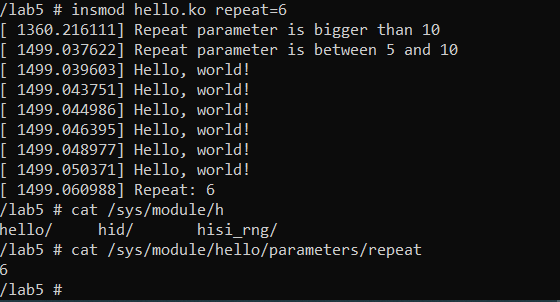 /lab5 # insmod hello.ko repeat=6
[ 1360.216111] Repeat parameter is bigger than 10
[ 1499.037622] Repeat parameter is between 5 and 10
[ 1499.039603] Hello, world!
[ 1499.043751] Hello, world!
[ 1499.044986] Hello, world!
[ 1499.046395] Hello, world!
[ 1499.048977] Hello, world!
[ 1499.050371] Hello, world!
[ 1499.060988] Repeat: 6
/lab5 # cat /sys/module/h
hello/     hid/       hisi_rng/
/lab5 # cat /sys/module/hello/parameters/repeat
6
/lab5 #